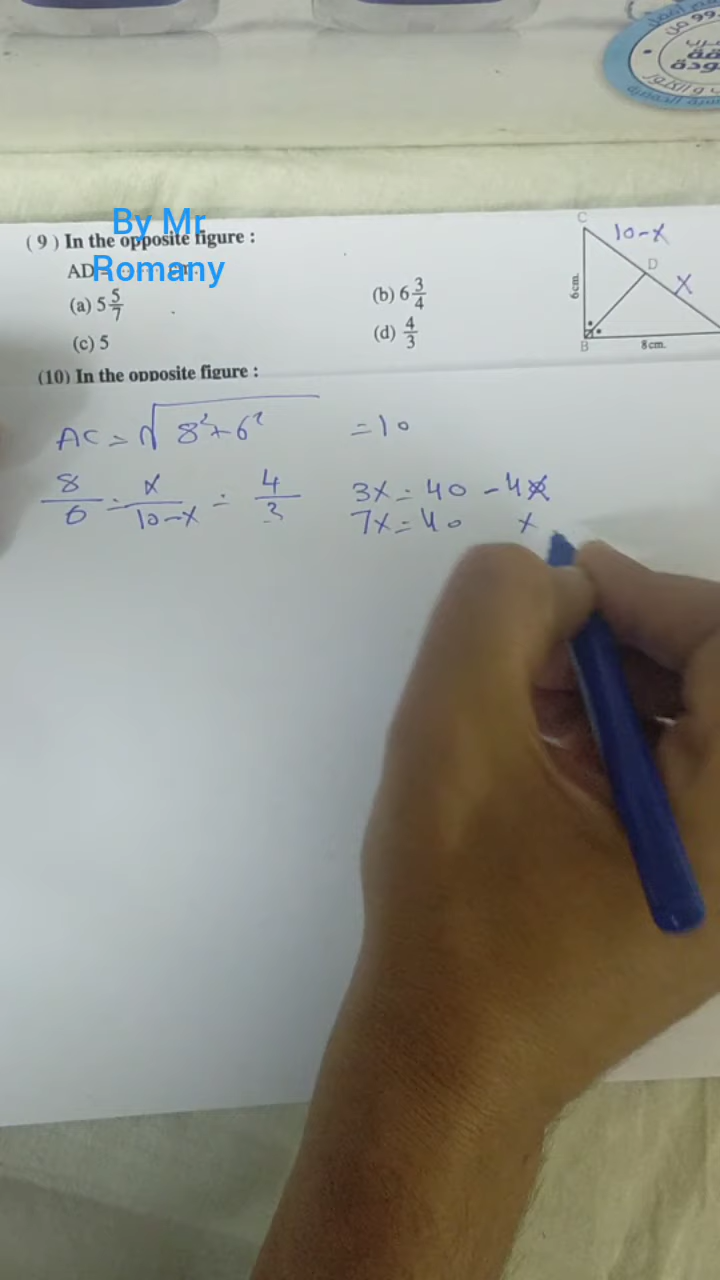 By Mr
Romany
( 9 ) In the opposite figure :
AD =
(a) 5 5/7
(b) 6 3/4
(c) 5
(d) 4/3
C
10-x
D
x
6cm.
B
8cm.
(10) In the opposite figure :
AC = √8²+6² = 10
8/6 = x/10-x = 4/3
3x = 40 - 4x
7x = 40 x
99